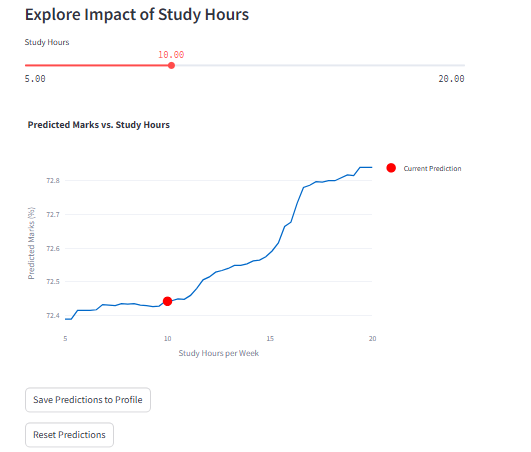 Explore Impact of Study Hours
Study Hours
10.00
5.00 20.00
Predicted Marks vs. Study Hours
Current Prediction
Predicted Marks (%)
72.8
72.7
72.6
72.5
72.4
5 10 15 20
Study Hours per Week
Save Predictions to Profile
Reset Predictions